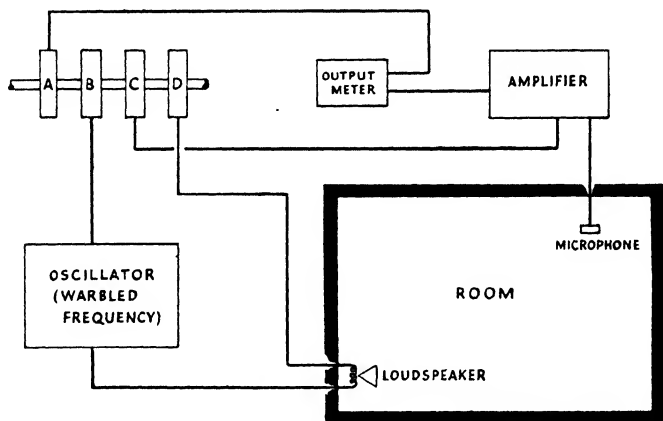 A B C D
OUTPUT
METER
AMPLIFIER
MICROPHONE
OSCILLATOR
(WARBLED
FREQUENCY)
ROOM
LOUDSPEAKER